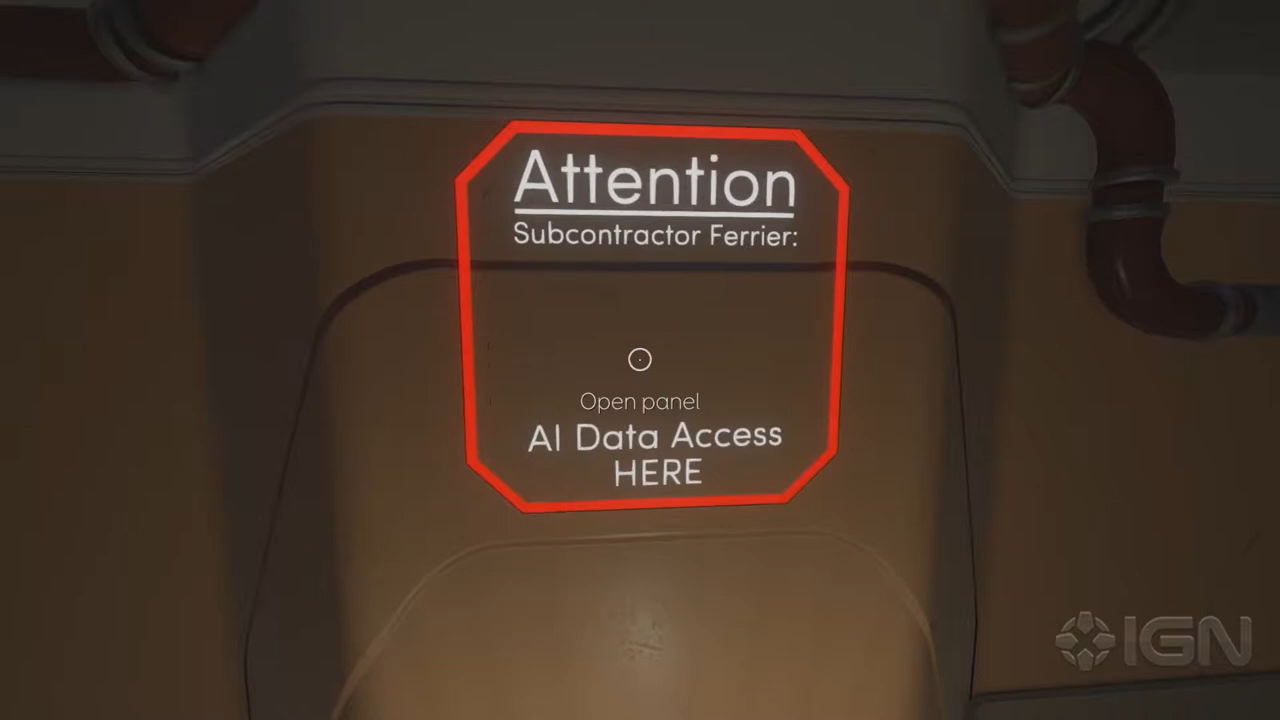 Attention
Subcontractor Ferrier:
Open panel
AI Data Access
HERE
IGN